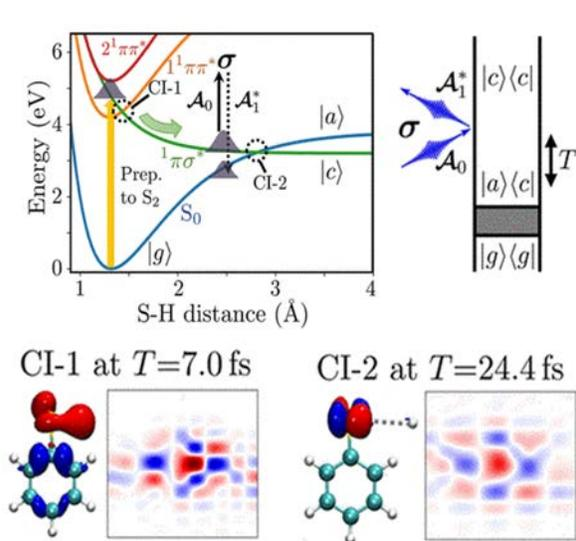 6
4
2
0
Energy (eV)
2¹ππ*
1¹ππ*
σ
CI-1
𝒜₀
𝒜₁*
|a⟩
¹πσ*
|c⟩
CI-2
Prep.
to S₂
S₀
|g⟩
1 2 3 4
S-H distance (Å)
𝒜₁*
|c⟩⟨c|
σ
𝒜₀
T
|a⟩⟨c|
|g⟩⟨g|
CI-1 at T=7.0 fs
CI-2 at T=24.4 fs